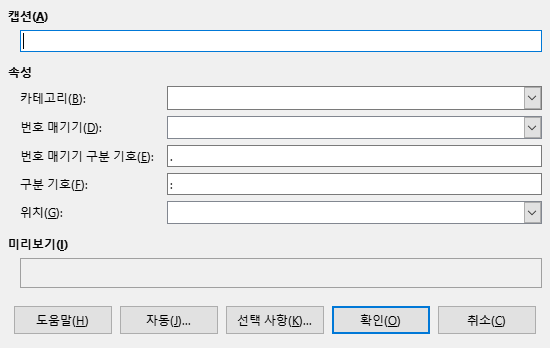 캡션(A)
속성
카테고리(B):
번호 매기기(D):
번호 매기기 구분 기호(E): .
구분 기호(F): :
위치(G):
미리보기(I)
도움말(H) 자동(J)... 선택 사항(K)... 확인(O) 취소(C)